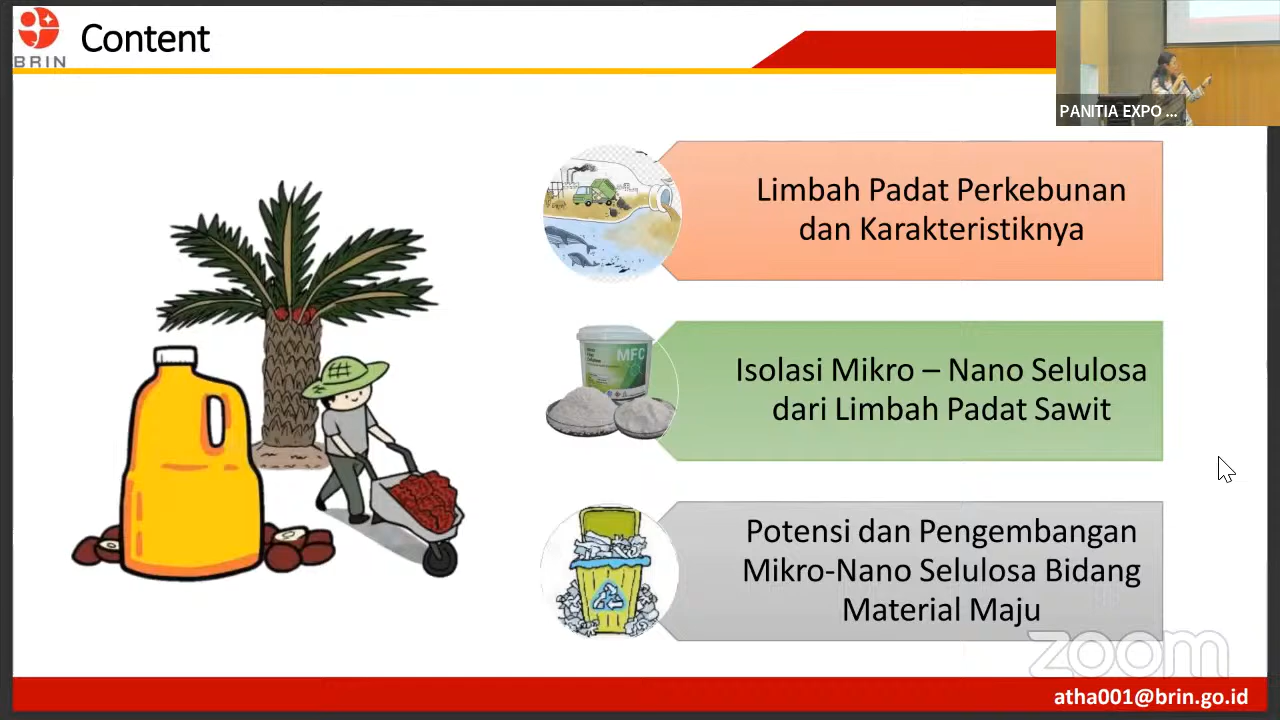 BRIN
Content
PANITIA EXPO ...
Limbah Padat Perkebunan
dan Karakteristiknya
MFC
Isolasi Mikro – Nano Selulosa
dari Limbah Padat Sawit
Potensi dan Pengembangan
Mikro-Nano Selulosa Bidang
Material Maju
zoom
atha001@brin.go.id